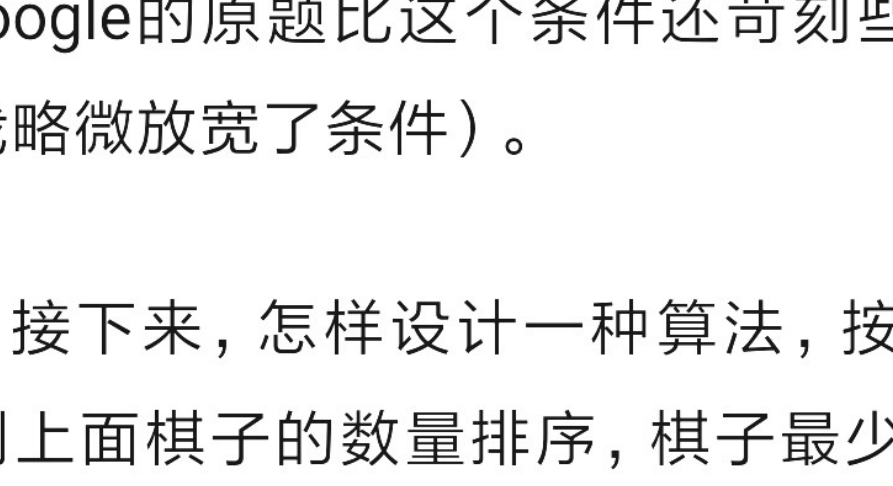 oogle的原题比这个条件还苛刻些
我略微放宽了条件）。
接下来，怎样设计一种算法，按
上面棋子的数量排序，棋子最少